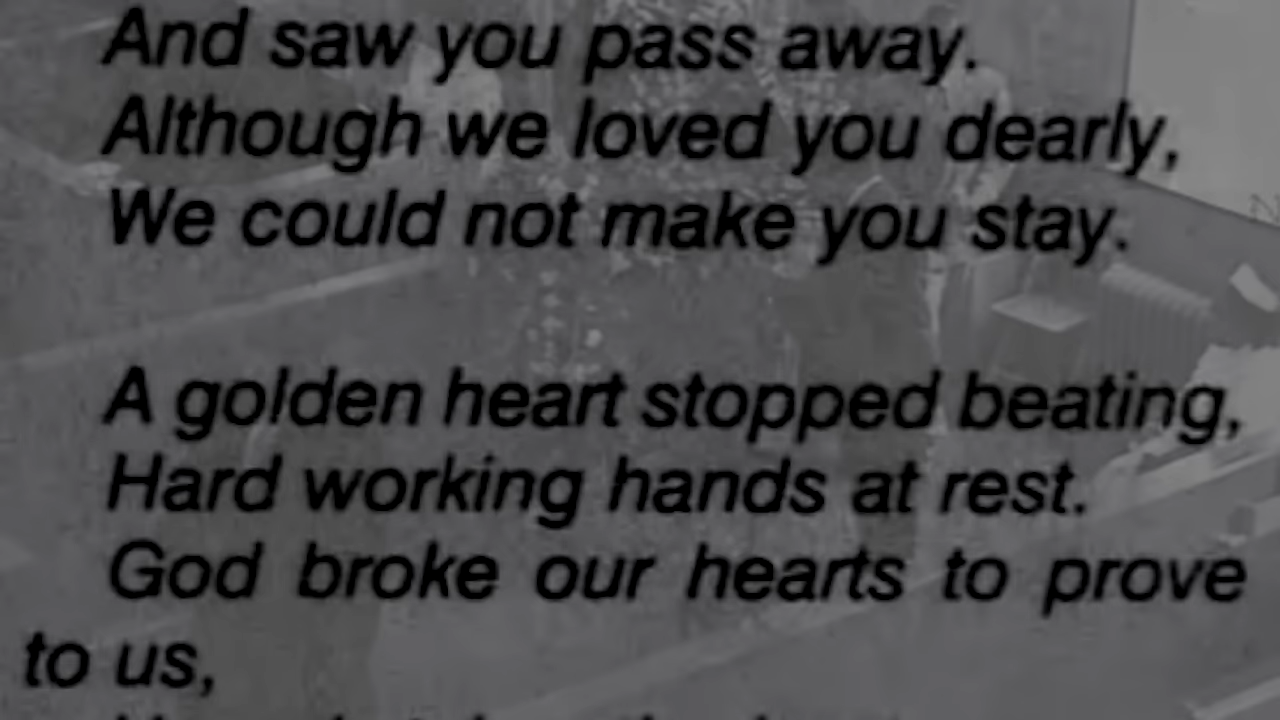 And saw you pass away.
Although we loved you dearly,
We could not make you stay.
A golden heart stopped beating,
Hard working hands at rest.
God broke our hearts to prove
to us,